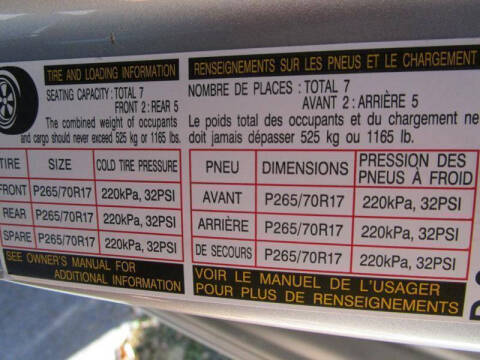 TIRE AND LOADING INFORMATION
SEATING CAPACITY: TOTAL 7
FRONT 2: REAR 5
The combined weight of occupants
and cargo should never exceed 525 kg or 1165 lbs.
TIRE SIZE COLD TIRE PRESSURE
FRONT P265/70R17 220kPa, 32PSI
REAR P265/70R17 220kPa, 32PSI
SPARE P265/70R17 220kPa, 32PSI
SEE OWNER'S MANUAL FOR
ADDITIONAL INFORMATION
RENSEIGNEMENTS SUR LES PNEUS ET LE CHARGEMENT
NOMBRE DE PLACES : TOTAL 7
AVANT 2 : ARRIÈRE 5
Le poids total des occupants et du chargement ne
doit jamais dépasser 525 kg ou 1165 lb.
PNEU DIMENSIONS PRESSION DES
PNEUS À FROID
AVANT P265/70R17 220kPa, 32PSI
ARRIÈRE P265/70R17 220kPa, 32PSI
DE SECOURS P265/70R17 220kPa, 32PSI
VOIR LE MANUEL DE L'USAGER
POUR PLUS DE RENSEIGNEMENTS